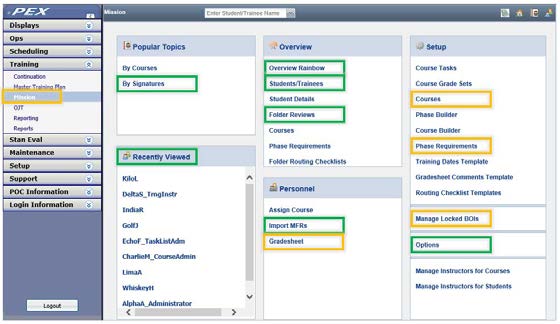 PEX
Mission
Enter Student/Trainee Name
Displays
Ops
Scheduling
Training
Continuation
Master Training Plan
Mission
OJT
Reporting
Reports
Stan Eval
Maintenance
Setup
Support
POC Information
Login Information
Logout
Popular Topics
By Courses
By Signatures
Recently Viewed
KiloL
DeltaS_TrngInstr
IndiaR
GolfJ
EchoF_TaskListAdm
CharlieM_CourseAdmin
LimaA
WhiskeyH
AlphaA_Administrator
Overview
Overview Rainbow
Students/Trainees
Student Details
Folder Reviews
Courses
Phase Requirements
Folder Routing Checklists
Personnel
Assign Course
Import MFRs
Gradesheet
Setup
Course Tasks
Course Grade Sets
Courses
Phase Builder
Course Builder
Phase Requirements
Training Dates Template
Gradesheet Comments Template
Routing Checklist Templates
Manage Locked BOIs
Options
Manage Instructors for Courses
Manage Instructors for Students